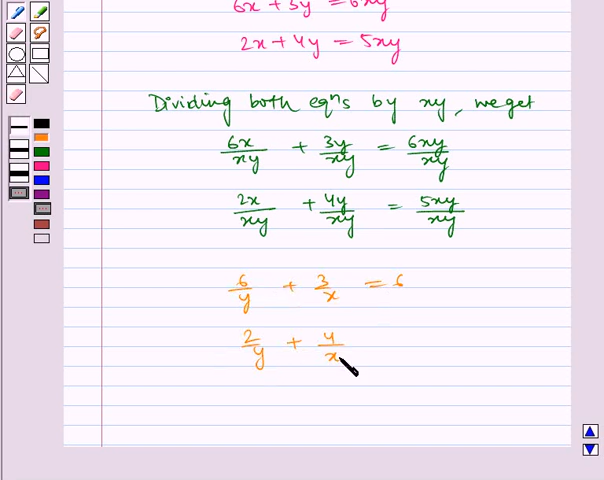 6x + 3y = 6xy
2x + 4y = 5xy
Dividing both eqns by xy, we get
6x/xy + 3y/xy = 6xy/xy
2x/xy + 4y/xy = 5xy/xy
6/y + 3/x = 6
2/y + 4/x